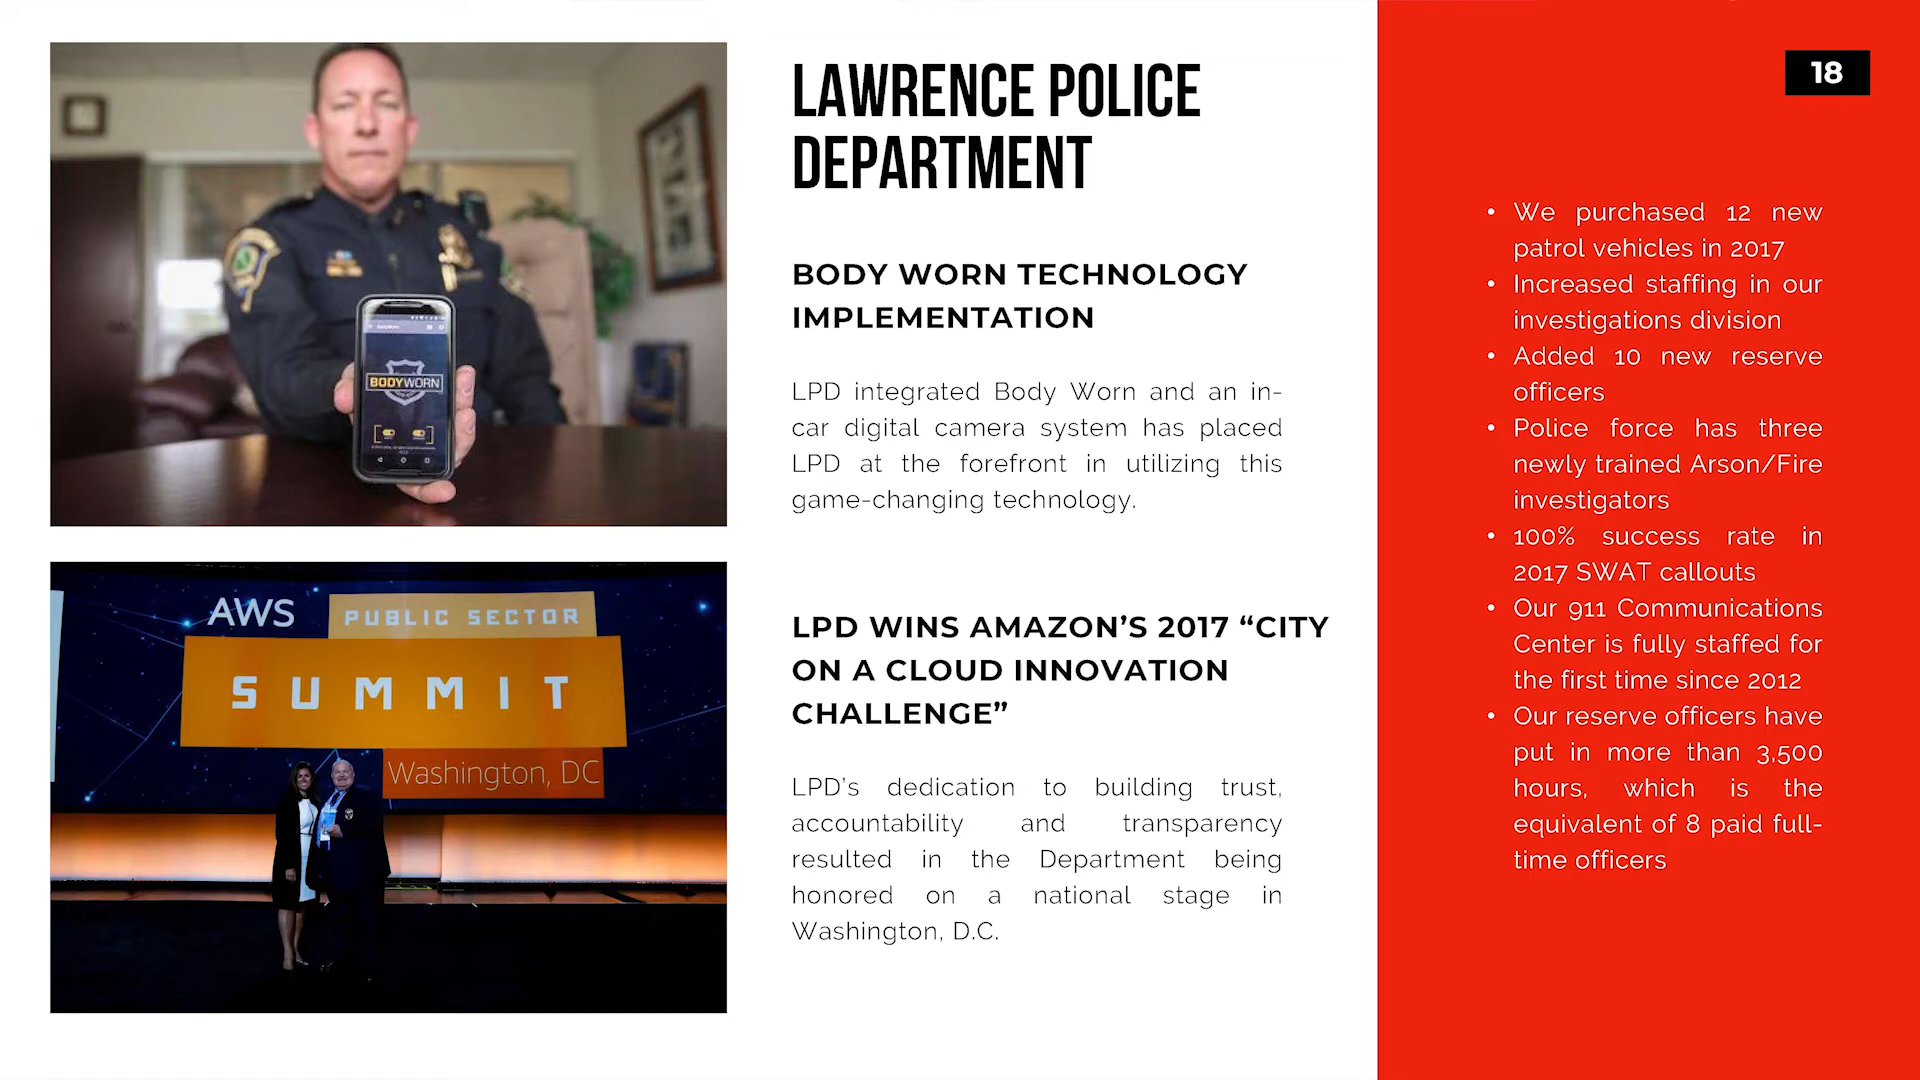 LAWRENCE POLICE
DEPARTMENT
BODY WORN TECHNOLOGY
IMPLEMENTATION
LPD integrated Body Worn and an in-
car digital camera system has placed
LPD at the forefront in utilizing this
game-changing technology.
LPD WINS AMAZON’S 2017 “CITY
ON A CLOUD INNOVATION
CHALLENGE”
LPD’s dedication to building trust,
accountability and transparency
resulted in the Department being
honored on a national stage in
Washington, D.C.
18
• We purchased 12 new
patrol vehicles in 2017
• Increased staffing in our
investigations division
• Added 10 new reserve
officers
• Police force has three
newly trained Arson/Fire
investigators
• 100% success rate in
2017 SWAT callouts
• Our 911 Communications
Center is fully staffed for
the first time since 2012
• Our reserve officers have
put in more than 3,500
hours, which is the
equivalent of 8 paid full-
time officers
BODYWORN
AWS
PUBLIC SECTOR
SUMMIT
Washington, DC